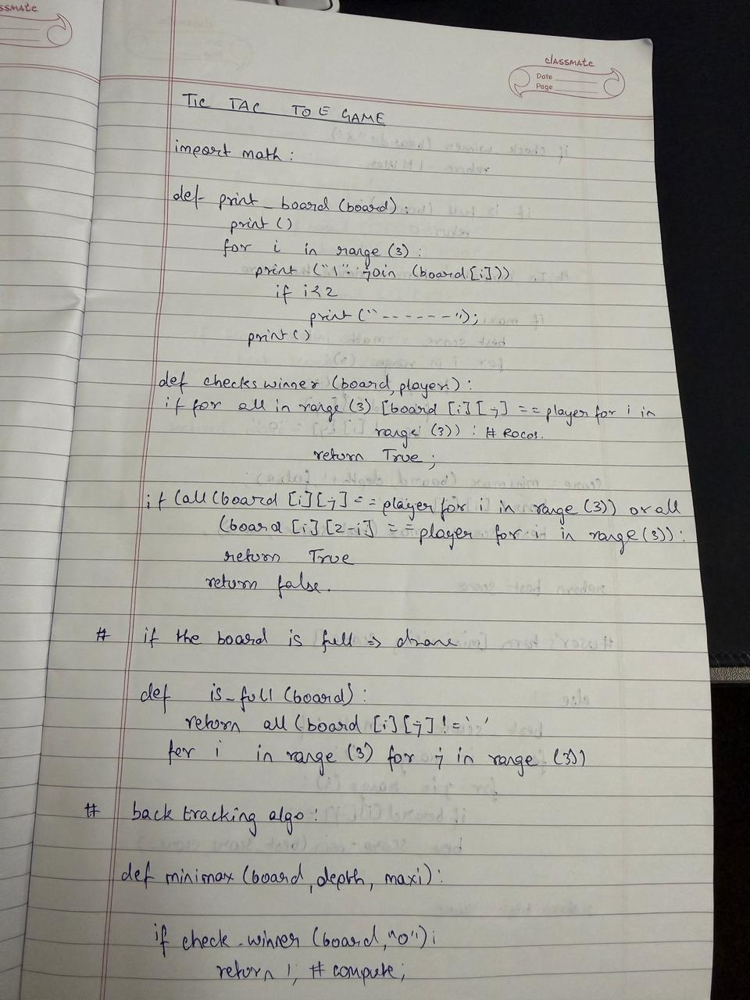 ssmate
classmate
Date
Page
TIC TAC TOE GAME
import math :
def print_board (board) :
print ()
for i in range (3) :
print ("|". join (board [i]))
if i<2
print ("------");
print ()
def checks winner (board, player) :
if for all in range (3) [board [i] [j] == player for i in
range (3)) : # Rocos.
return True ;
if (all (board [i] [j] == player for i in range (3)) or all
(board [i] [2-i] == player for i in range (3)) :
return True
return false.
# if the board is full => drane
def is_full (board) :
return all (board [i] [j] != ' '
for i in range (3) for j in range (3))
# back tracking algo :
def minimax (board, depth, maxi) :
if check_winner (board, "o") :
return 1; # compute;